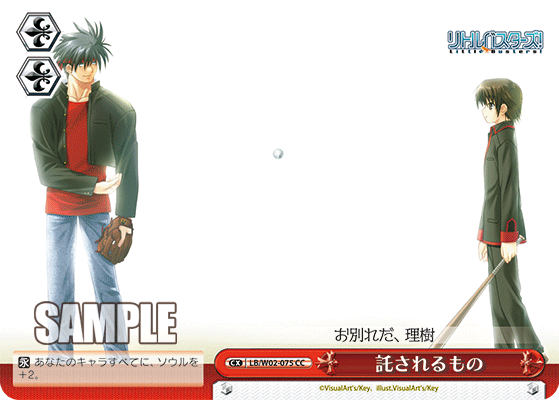 リトルバスターズ!
Little Busters!
SAMPLE
お別れだ、理樹
永 あなたのキャラすべてに、ソウルを
+2。
CX LB/W02-075 CC
託されるもの
©VisualArt's/Key. illust.VisualArt's/Key